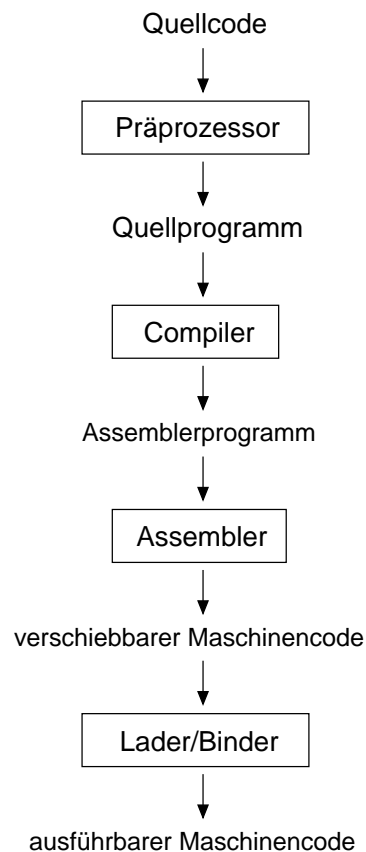 Quellcode
Präprozessor
Quellprogramm
Compiler
Assemblerprogramm
Assembler
verschiebbarer Maschinencode
Lader/Binder
ausführbarer Maschinencode